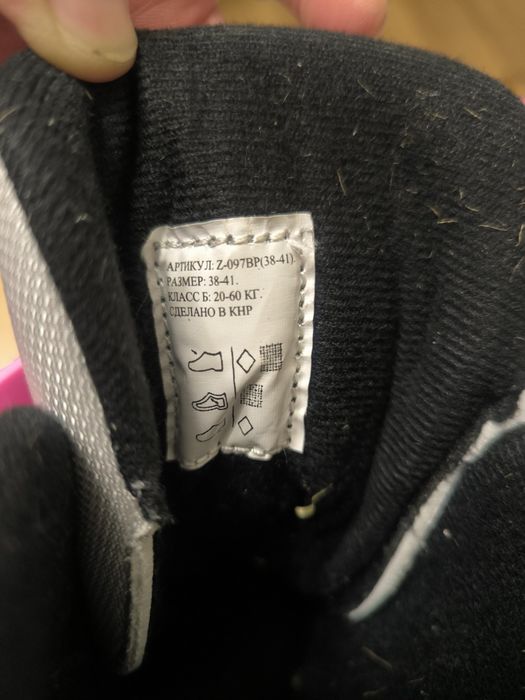 АРТИКУЛ: Z-097BP(38-41).
РАЗМЕР: 38-41.
КЛАСС Б: 20-60 КГ.
СДЕЛАНО В КНР